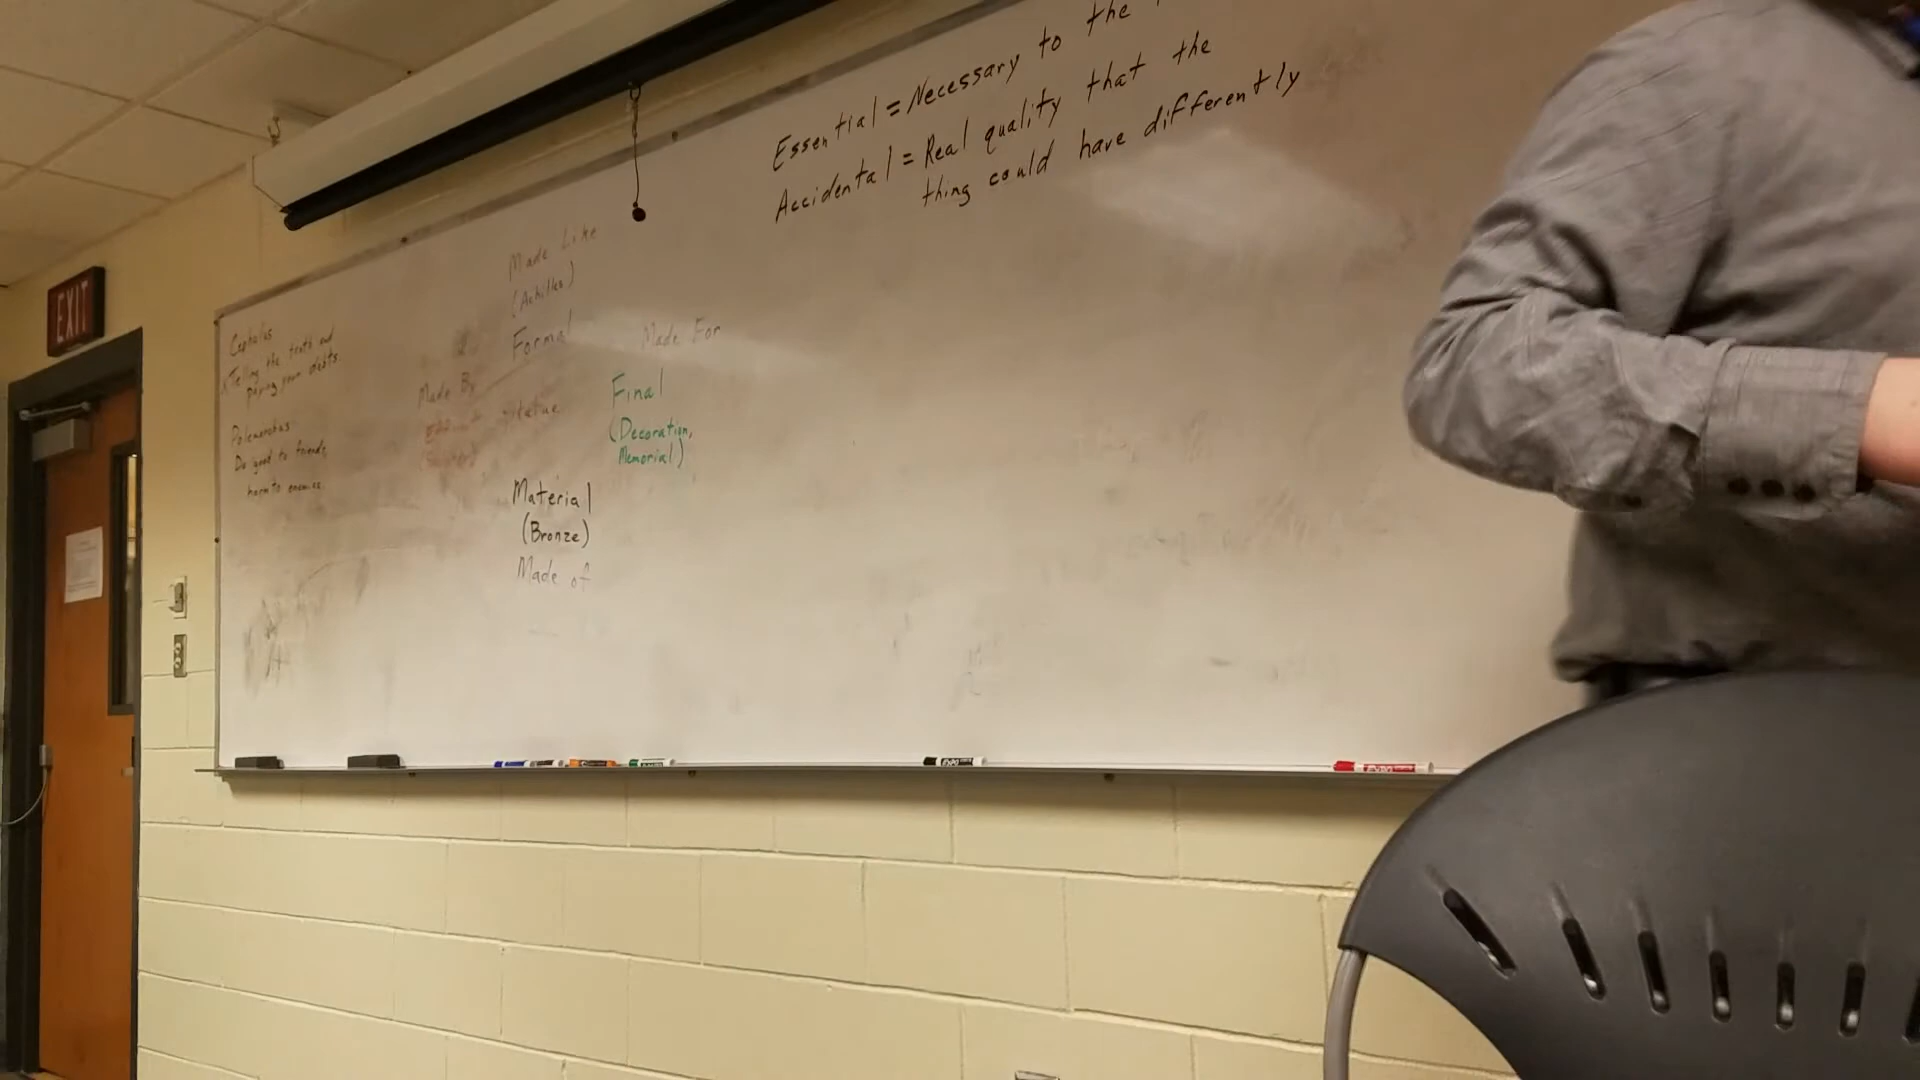 EXIT
Essential = Necessary to the
Accidental = Real quality that the
thing could have differently
Made Like
(Achilles)
Formal
Made For
Final
(Decoration,
Memorial)
Made By
Statue
Material
(Bronze)
Made of
Cephalus
x Telling the truth and
paying your debts
Polemarchus:
Do good to friends,
harm to enemies
EXPO
EXPO